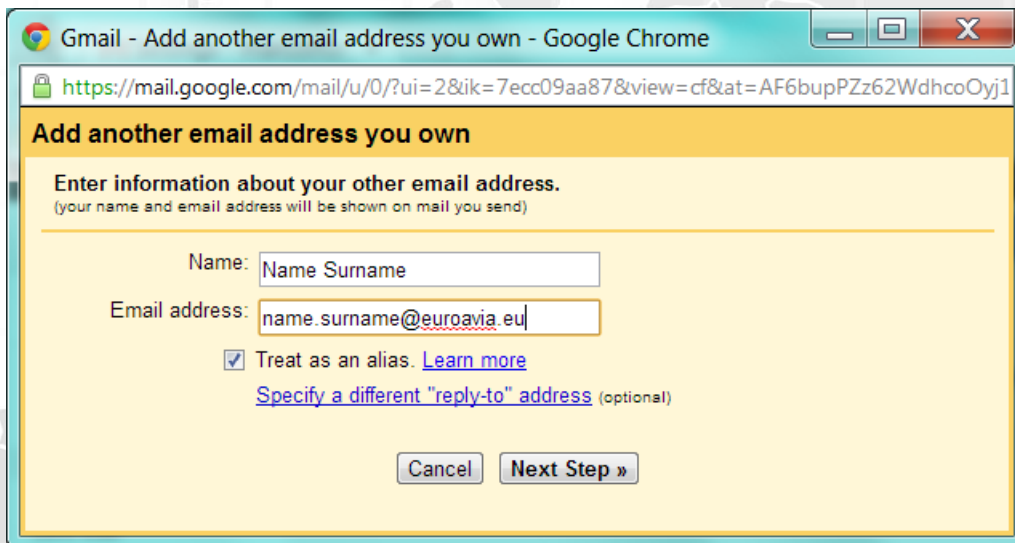 Gmail - Add another email address you own - Google Chrome
https://mail.google.com/mail/u/0/?ui=2&ik=7ecc09aa87&view=cf&at=AF6bupPZz62WdhcoOyj1
Add another email address you own
Enter information about your other email address.
(your name and email address will be shown on mail you send)
Name: Name Surname
Email address: name.surname@euroavia.eu
Treat as an alias. Learn more
Specify a different "reply-to" address (optional)
Cancel Next Step »